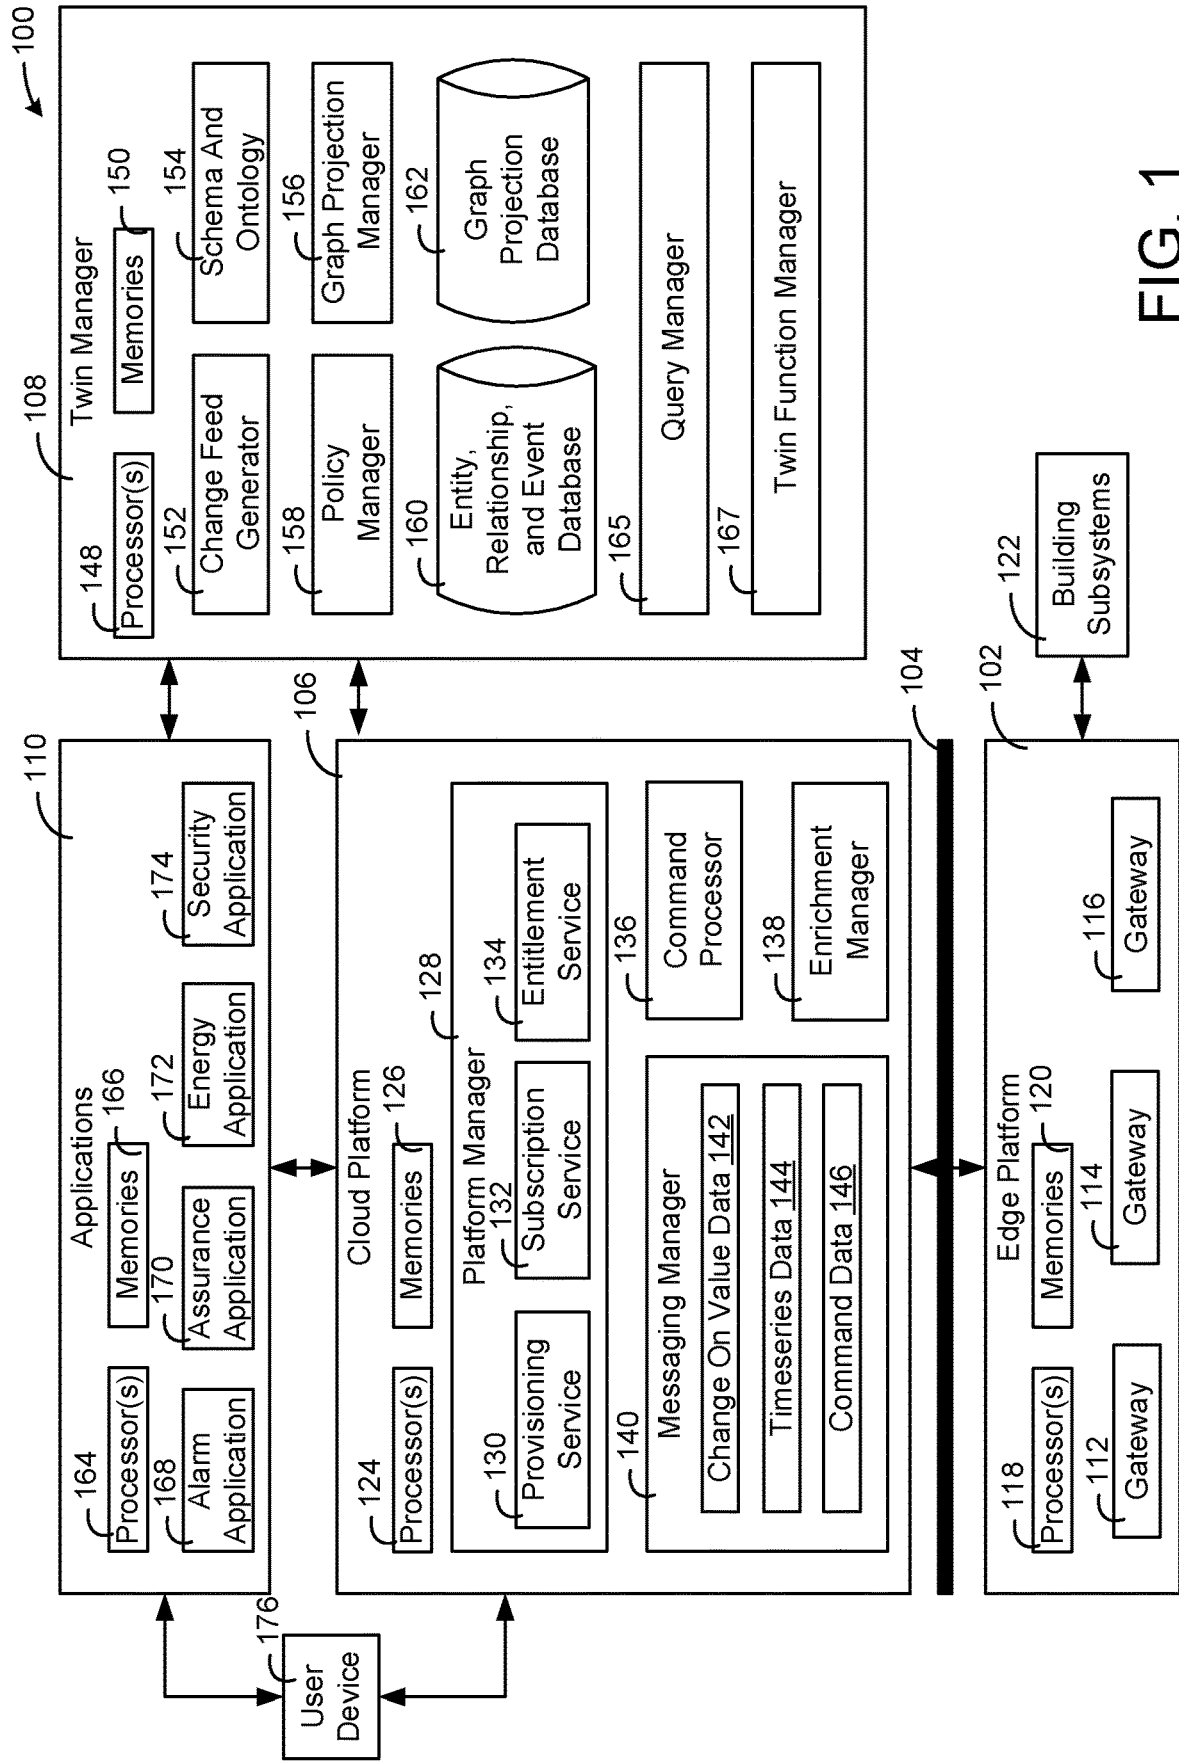 100
110
Applications
164
Processor(s)
166
Memories
168
Alarm
Application
170
Assurance
Application
172
Energy
Application
174
Security
Application
176
User
Device
106
Cloud Platform
124
Processor(s)
126
Memories
128
Platform Manager
130
Provisioning
Service
132
Subscription
Service
134
Entitlement
Service
140
Messaging Manager
Change On Value Data 142
Timeseries Data 144
Command Data 146
136
Command
Processor
138
Enrichment
Manager
104
102
Edge Platform
118
Processor(s)
120
Memories
112
Gateway
114
Gateway
116
Gateway
122
Building
Subsystems
108
Twin Manager
148
Processor(s)
150
Memories
152
Change Feed
Generator
154
Schema And
Ontology
158
Policy
Manager
156
Graph Projection
Manager
160
Entity,
Relationship,
and Event
Database
162
Graph
Projection
Database
165
Query Manager
167
Twin Function Manager
FIG. 1